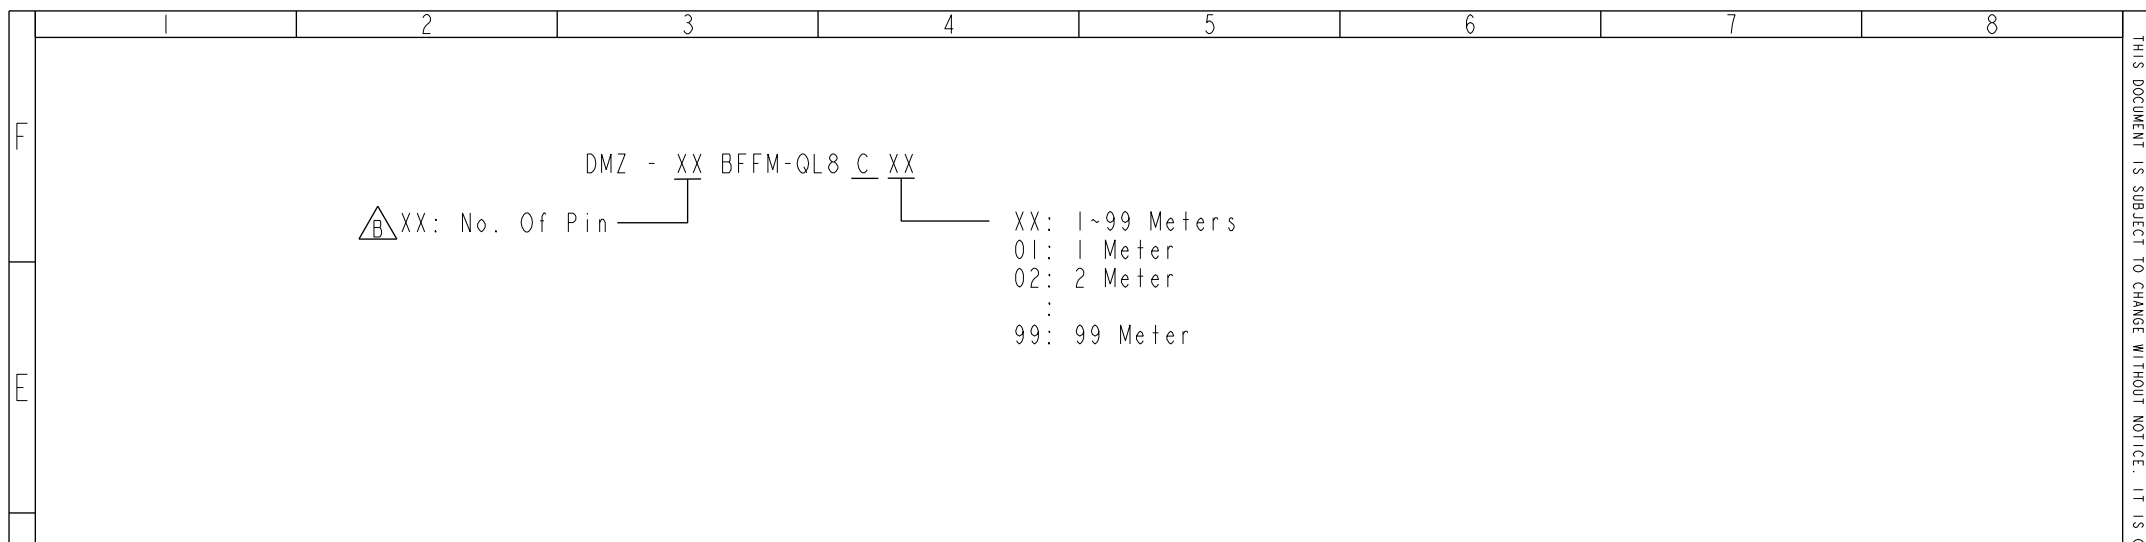 1 2 3 4 5 6 7 8
F
DMZ - XX BFFM-QL8 C XX
B XX: No. Of Pin
XX: 1~99 Meters
01: 1 Meter
02: 2 Meter
:
99: 99 Meter
E
THIS DOCUMENT IS SUBJECT TO CHANGE WITHOUT NOTICE. IT IS